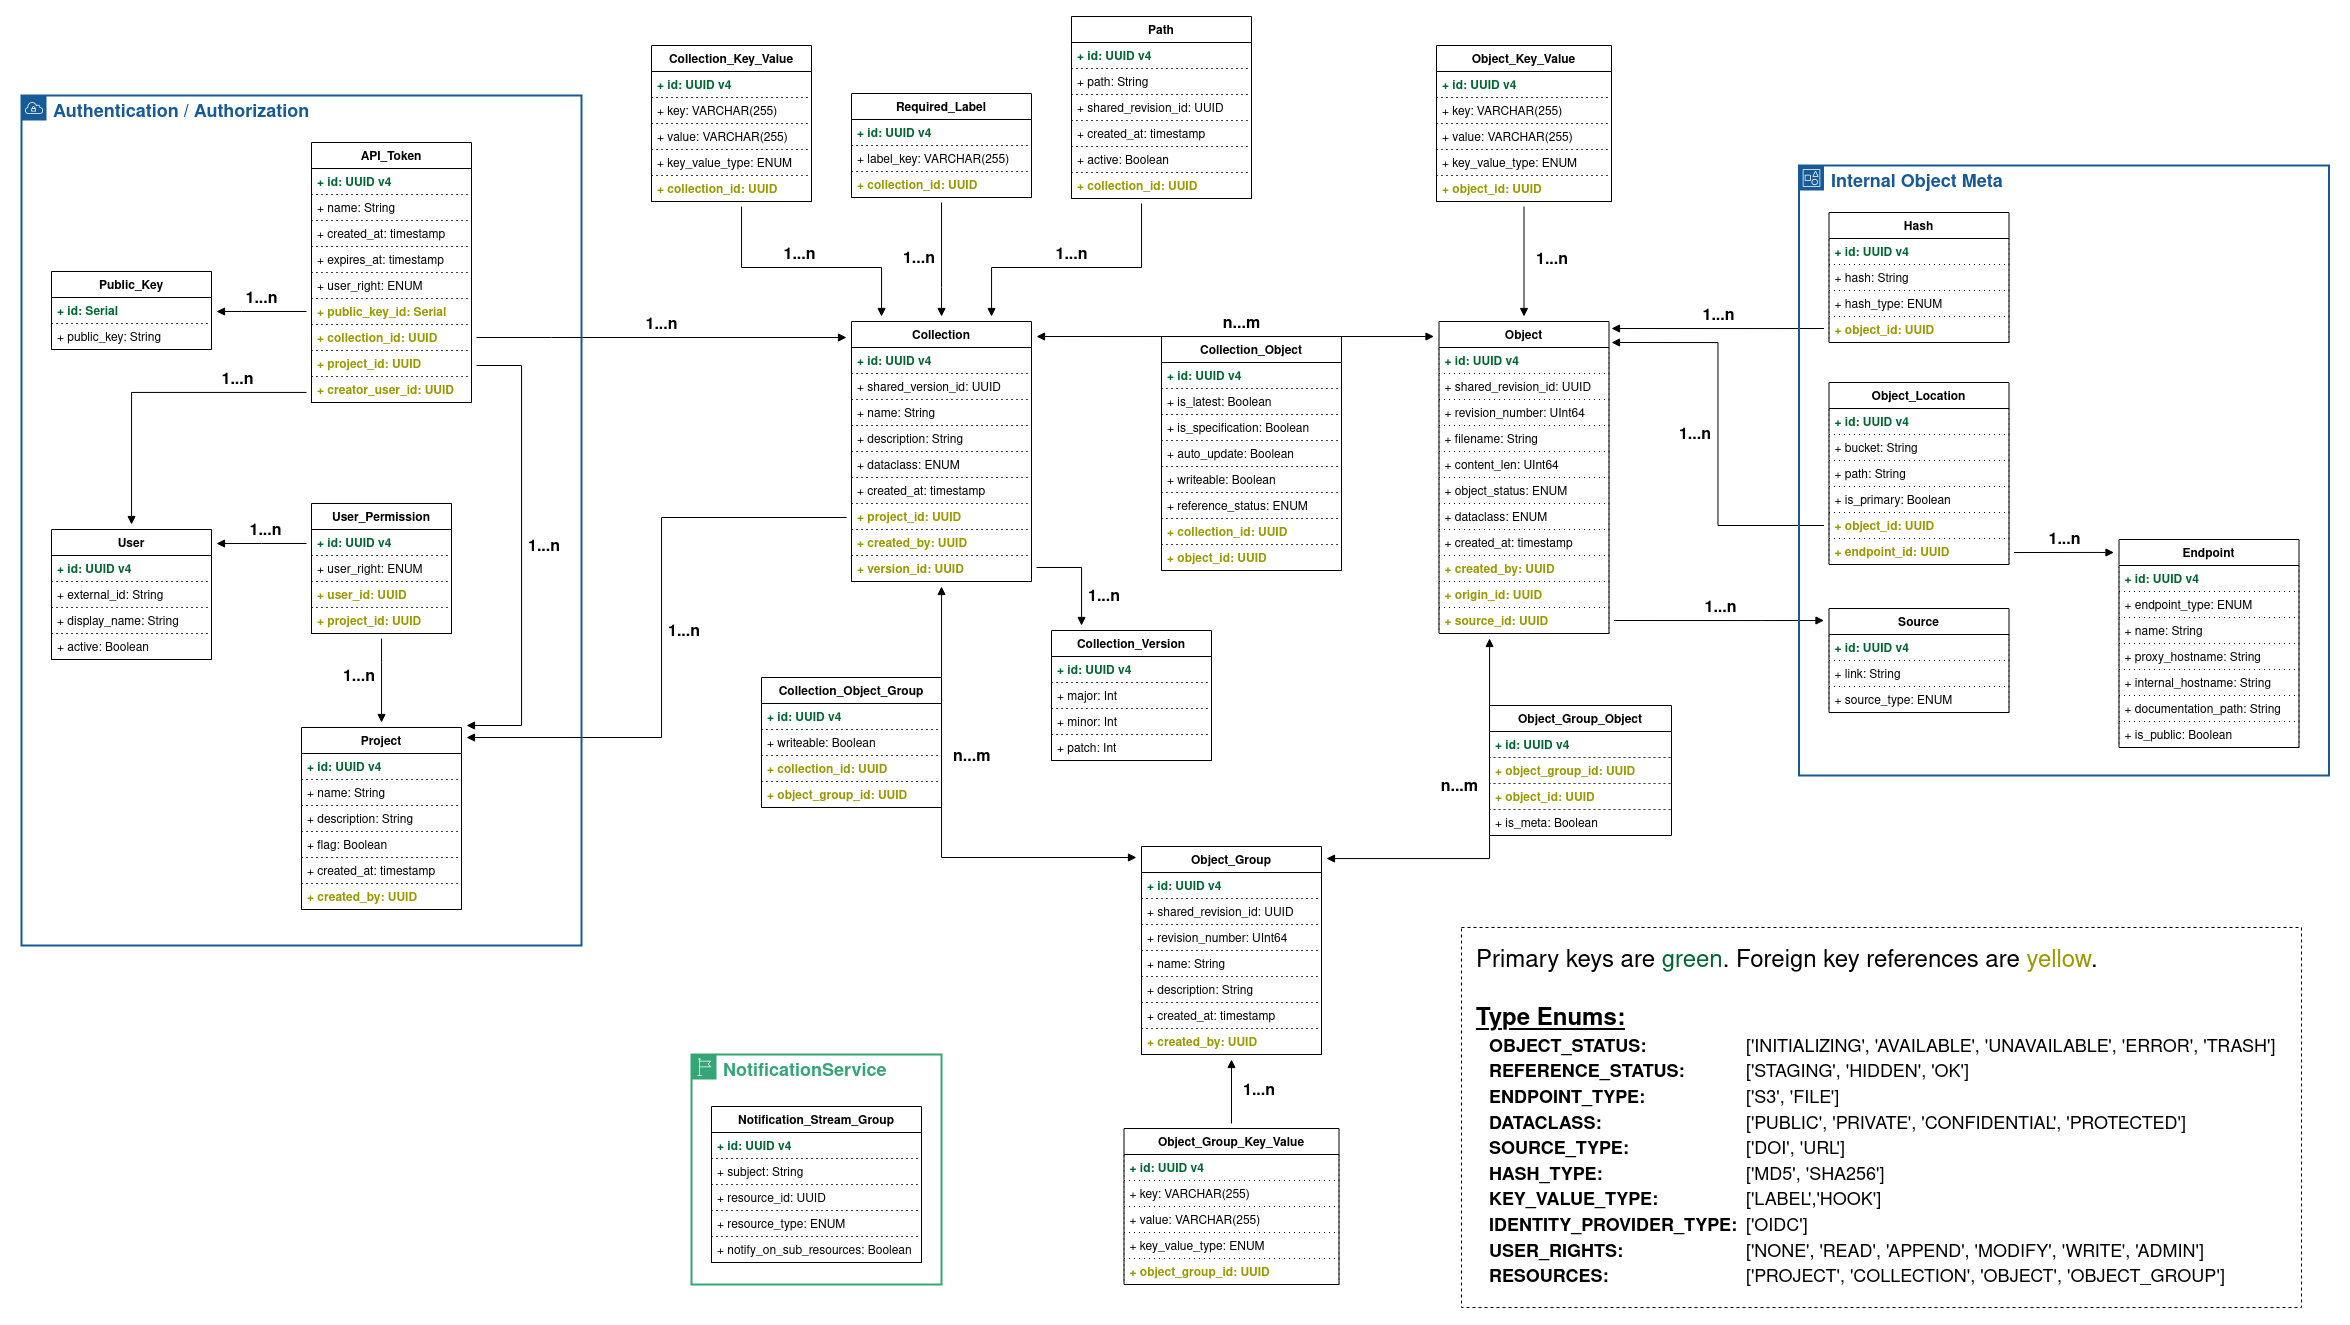 Authentication / Authorization
API_Token
+ id: UUID v4
+ name: String
+ created_at: timestamp
+ expires_at: timestamp
+ user_right: ENUM
+ public_key_id: Serial
+ collection_id: UUID
+ project_id: UUID
+ creator_user_id: UUID
Public_Key
+ id: Serial
+ public_key: String
1...n
1...n
User
+ id: UUID v4
+ external_id: String
+ display_name: String
+ active: Boolean
1...n
User_Permission
+ id: UUID v4
+ user_right: ENUM
+ user_id: UUID
+ project_id: UUID
1...n
1...n
Project
+ id: UUID v4
+ name: String
+ description: String
+ flag: Boolean
+ created_at: timestamp
+ created_by: UUID
1...n
1...n
Collection_Key_Value
+ id: UUID v4
+ key: VARCHAR(255)
+ value: VARCHAR(255)
+ key_value_type: ENUM
+ collection_id: UUID
1...n
Required_Label
+ id: UUID v4
+ label_key: VARCHAR(255)
+ collection_id: UUID
1...n
Path
+ id: UUID v4
+ path: String
+ shared_revision_id: UUID
+ created_at: timestamp
+ active: Boolean
+ collection_id: UUID
1...n
Collection
+ id: UUID v4
+ shared_version_id: UUID
+ name: String
+ description: String
+ dataclass: ENUM
+ created_at: timestamp
+ project_id: UUID
+ created_by: UUID
+ version_id: UUID
n...m
Collection_Object
+ id: UUID v4
+ is_latest: Boolean
+ is_specification: Boolean
+ auto_update: Boolean
+ writeable: Boolean
+ reference_status: ENUM
+ collection_id: UUID
+ object_id: UUID
1...n
Collection_Version
+ id: UUID v4
+ major: Int
+ minor: Int
+ patch: Int
Collection_Object_Group
+ id: UUID v4
+ writeable: Boolean
+ collection_id: UUID
+ object_group_id: UUID
n...m
Object_Key_Value
+ id: UUID v4
+ key: VARCHAR(255)
+ value: VARCHAR(255)
+ key_value_type: ENUM
+ object_id: UUID
1...n
Object
+ id: UUID v4
+ shared_revision_id: UUID
+ revision_number: UInt64
+ filename: String
+ content_len: UInt64
+ object_status: ENUM
+ dataclass: ENUM
+ created_at: timestamp
+ created_by: UUID
+ origin_id: UUID
+ source_id: UUID
Internal Object Meta
Hash
+ id: UUID v4
+ hash: String
+ hash_type: ENUM
+ object_id: UUID
1...n
Object_Location
+ id: UUID v4
+ bucket: String
+ path: String
+ is_primary: Boolean
+ object_id: UUID
+ endpoint_id: UUID
1...n
1...n
Endpoint
+ id: UUID v4
+ endpoint_type: ENUM
+ name: String
+ proxy_hostname: String
+ internal_hostname: String
+ documentation_path: String
+ is_public: Boolean
1...n
Source
+ id: UUID v4
+ link: String
+ source_type: ENUM
Object_Group_Object
+ id: UUID v4
+ object_group_id: UUID
+ object_id: UUID
+ is_meta: Boolean
n...m
Object_Group
+ id: UUID v4
+ shared_revision_id: UUID
+ revision_number: UInt64
+ name: String
+ description: String
+ created_at: timestamp
+ created_by: UUID
1...n
Object_Group_Key_Value
+ id: UUID v4
+ key: VARCHAR(255)
+ value: VARCHAR(255)
+ key_value_type: ENUM
+ object_group_id: UUID
NotificationService
Notification_Stream_Group
+ id: UUID v4
+ subject: String
+ resource_id: UUID
+ resource_type: ENUM
+ notify_on_sub_resources: Boolean
Primary keys are green. Foreign key references are yellow.
Type Enums:
OBJECT_STATUS: ['INITIALIZING', 'AVAILABLE', 'UNAVAILABLE', 'ERROR', 'TRASH']
REFERENCE_STATUS: ['STAGING', 'HIDDEN', 'OK']
ENDPOINT_TYPE: ['S3', 'FILE']
DATACLASS: ['PUBLIC', 'PRIVATE', 'CONFIDENTIAL', 'PROTECTED']
SOURCE_TYPE: ['DOI', 'URL']
HASH_TYPE: ['MD5', 'SHA256']
KEY_VALUE_TYPE: ['LABEL','HOOK']
IDENTITY_PROVIDER_TYPE: ['OIDC']
USER_RIGHTS: ['NONE', 'READ', 'APPEND', 'MODIFY', 'WRITE', 'ADMIN']
RESOURCES: ['PROJECT', 'COLLECTION', 'OBJECT', 'OBJECT_GROUP']